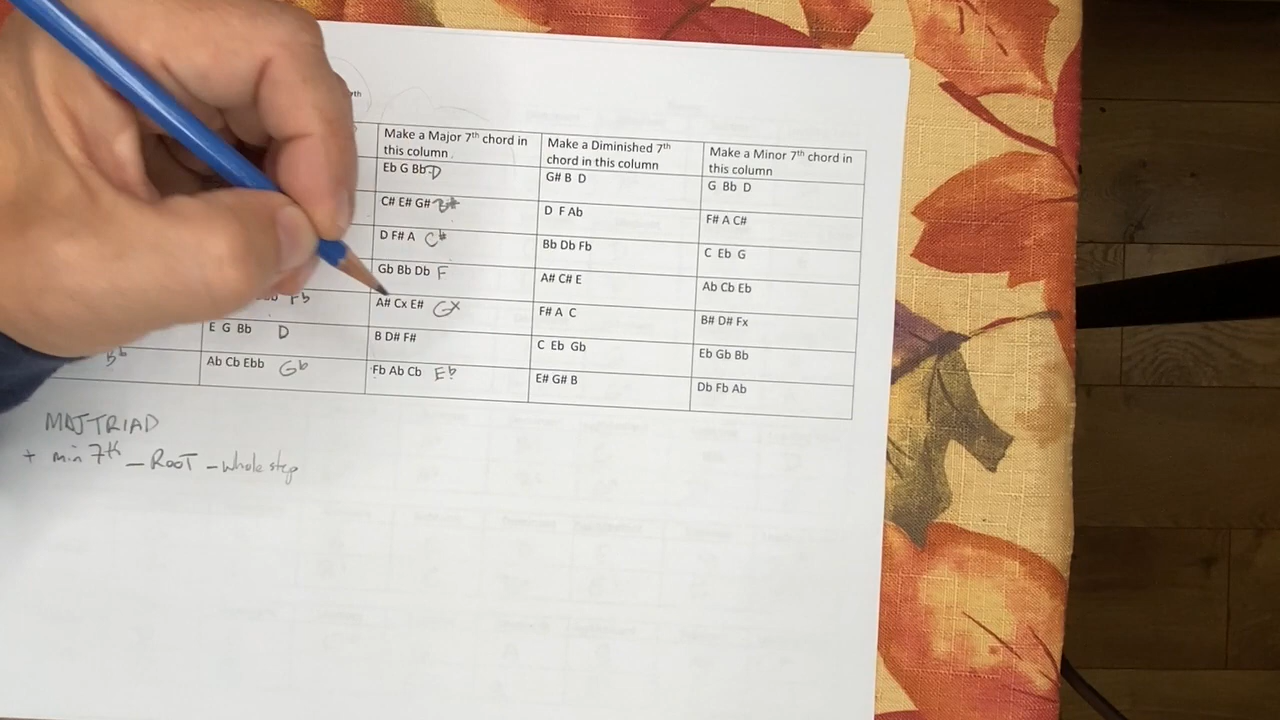 7th
Make a Major 7th chord in this column
Make a Diminished 7th chord in this column
Make a Minor 7th chord in this column
Eb G Bb D
G# B D
G Bb D
C# E# G#
D F Ab
F# A C#
D F# A C#
Bb Db Fb
C Eb G
Gb Bb Db F
A# C# E
Ab Cb Eb
Fb
A# Cx E# Gx
F# A C
B# D# Fx
E G Bb D
B D# F#
C Eb Gb
Eb Gb Bb
Bb
Ab Cb Ebb Gb
Fb Ab Cb Eb
E# G# B
Db Fb Ab
MAJ TRIAD
+ min 7th - ROOT - whole step